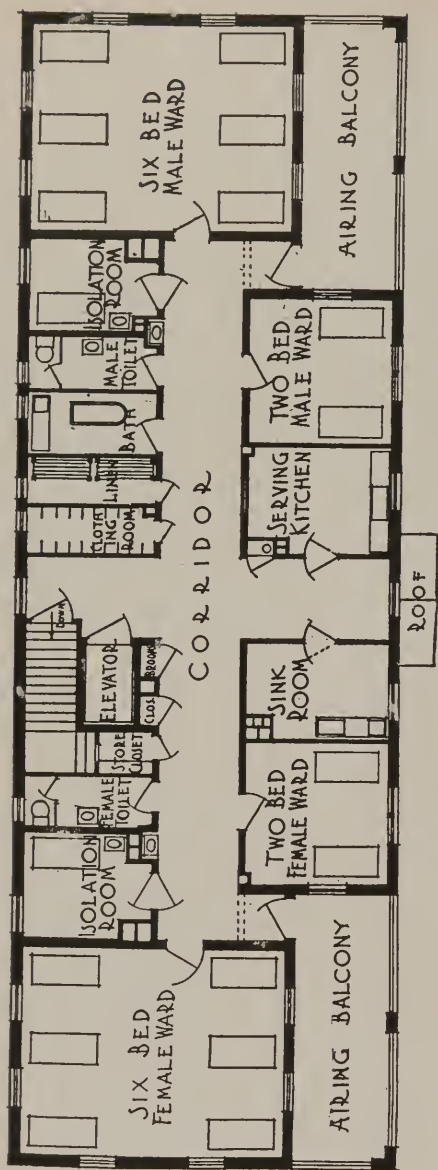 SIX BED
MALE WARD
AIRING BALCONY
ISOLATION
ROOM
MALE
TOILET
TWO BED
MALE WARD
BATH
LINEN
CLOTH
ING
ROOM
SERVING
KITCHEN
CORRIDOR
DOWN
ELEVATOR
BROOM
CLOS.
ROOF
SINK
ROOM
STORE
CLOSET
FEMALE
TOILET
TWO BED
FEMALE WARD
ISOLATION
ROOM
SIX BED
FEMALE WARD
AIRING BALCONY